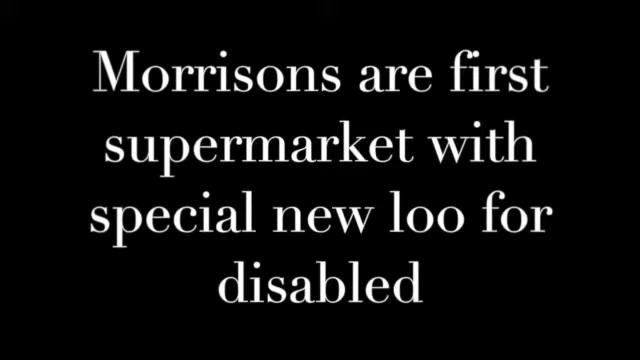 Morrisons are first
supermarket with
special new loo for
disabled